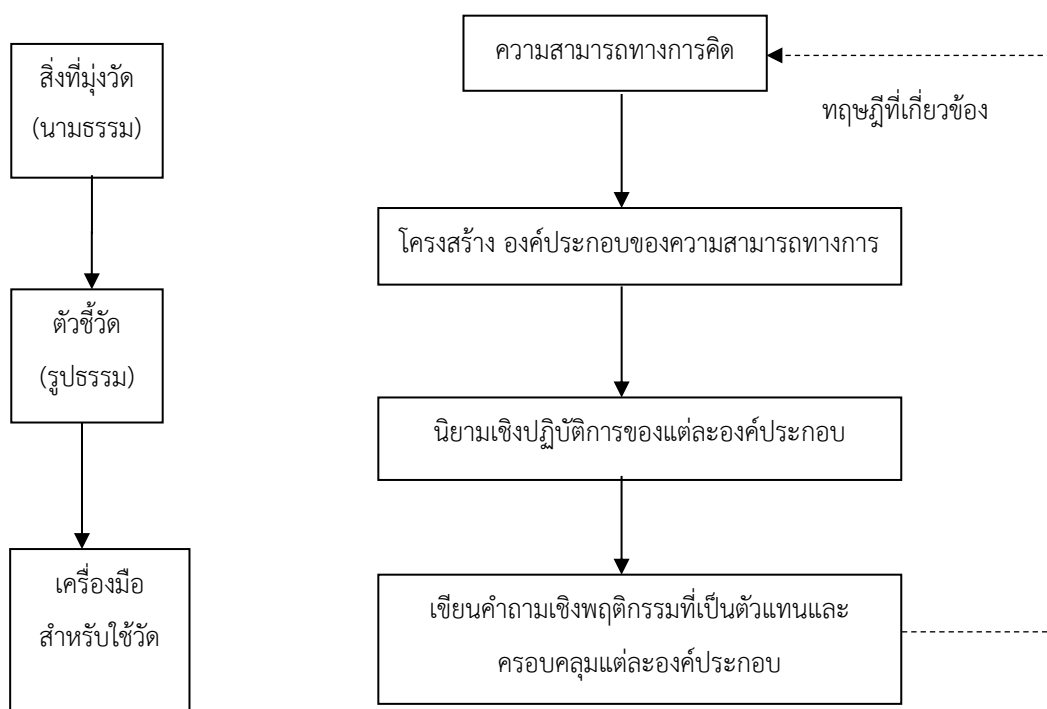 สิ่งที่มุ่งวัด
(นามธรรม)
ตัวชี้วัด
(รูปธรรม)
เครื่องมือ
สำหรับใช้วัด
ความสามารถทางการคิด
ทฤษฎีที่เกี่ยวข้อง
โครงสร้าง องค์ประกอบของความสามารถทางการ
นิยามเชิงปฏิบัติการของแต่ละองค์ประกอบ
เขียนคำถามเชิงพฤติกรรมที่เป็นตัวแทนและ
ครอบคลุมแต่ละองค์ประกอบ